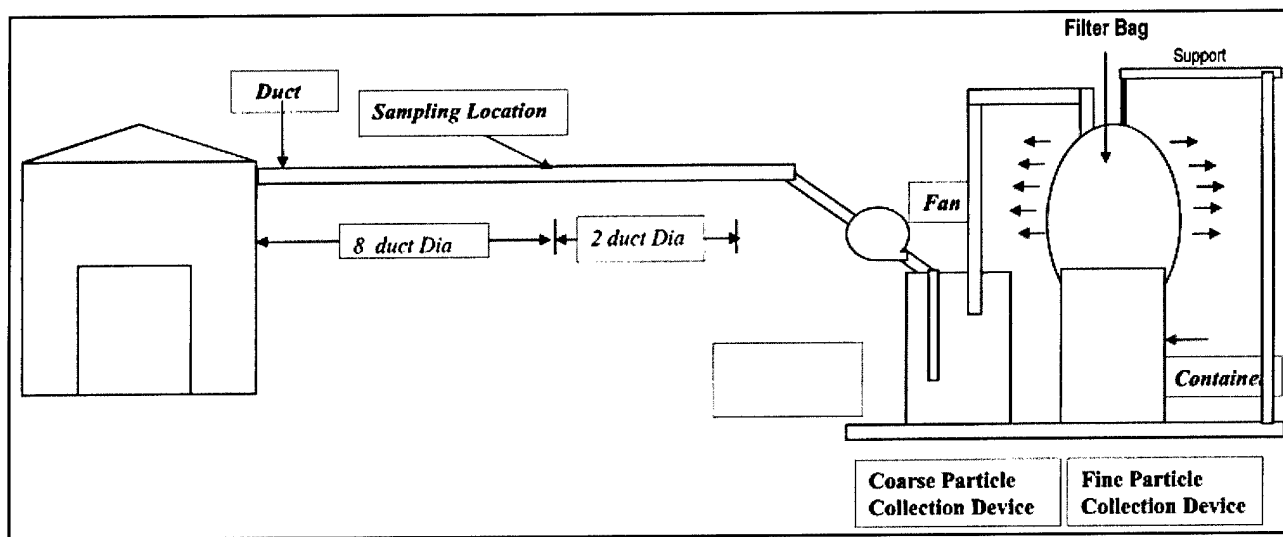 Filter Bag
Support
Duct
Sampling Location
Fan
8 duct Dia
2 duct Dia
Container
Coarse Particle
Collection Device
Fine Particle
Collection Device